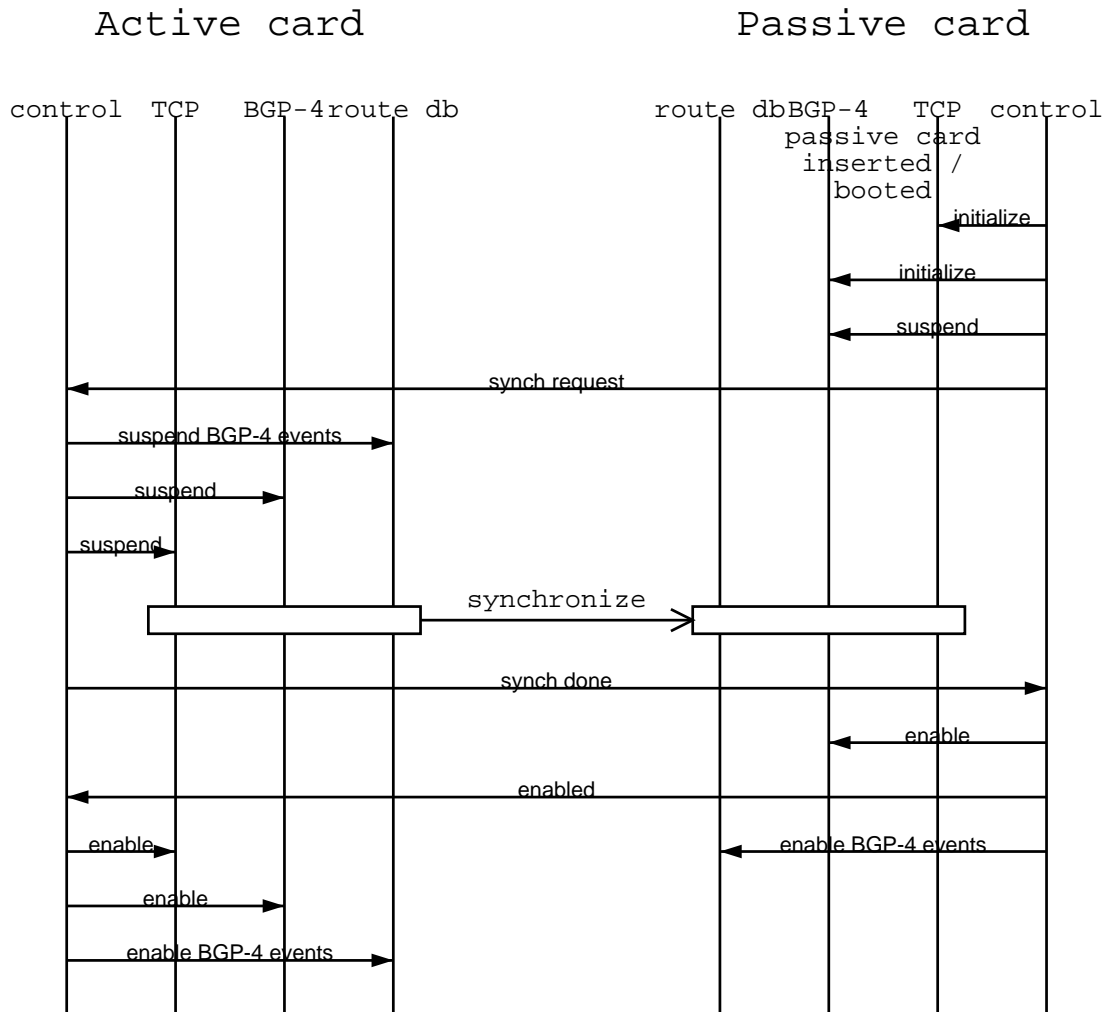 Active card
Passive card
control TCP BGP-4 route db
route db BGP-4 TCP control
passive card
inserted /
booted
initialize
initialize
suspend
synch request
suspend BGP-4 events
suspend
suspend
synchronize
synch done
enable
enabled
enable
enable BGP-4 events
enable
enable BGP-4 events